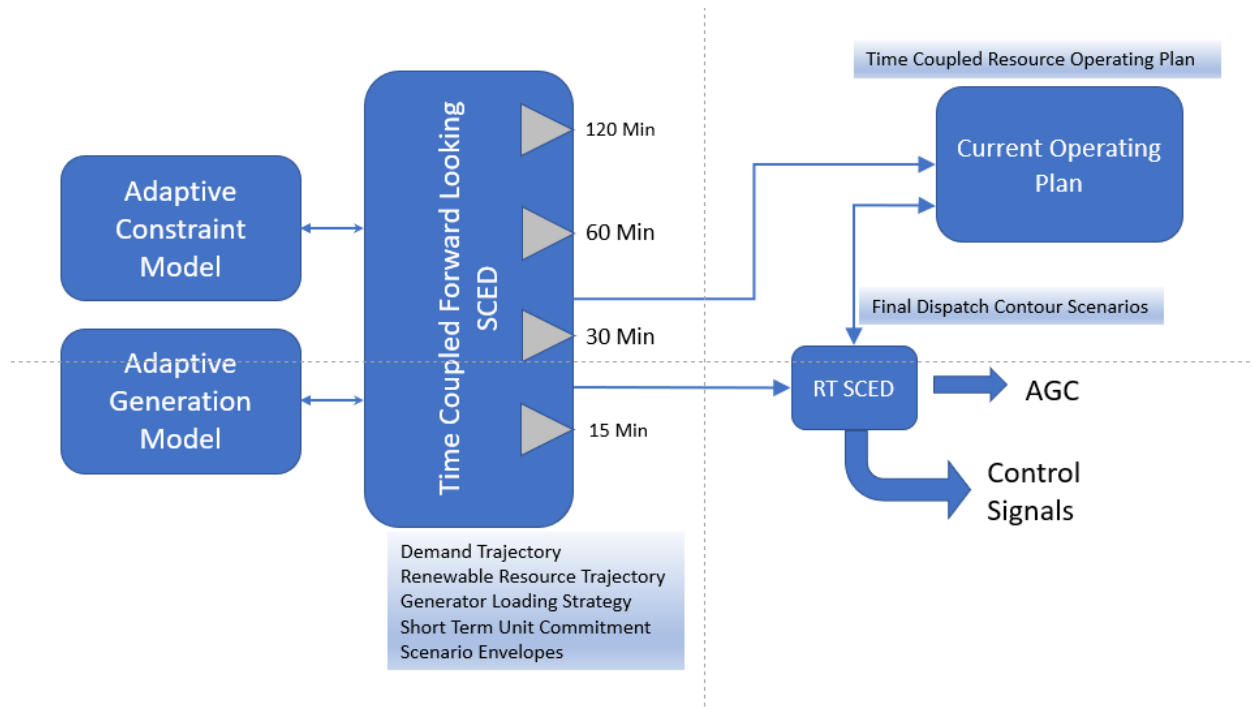 Adaptive
Constraint
Model
Adaptive
Generation
Model
Time Coupled Forward Looking
SCED
120 Min
60 Min
30 Min
15 Min
Demand Trajectory
Renewable Resource Trajectory
Generator Loading Strategy
Short Term Unit Commitment
Scenario Envelopes
Time Coupled Resource Operating Plan
Current Operating
Plan
Final Dispatch Contour Scenarios
RT SCED
AGC
Control
Signals